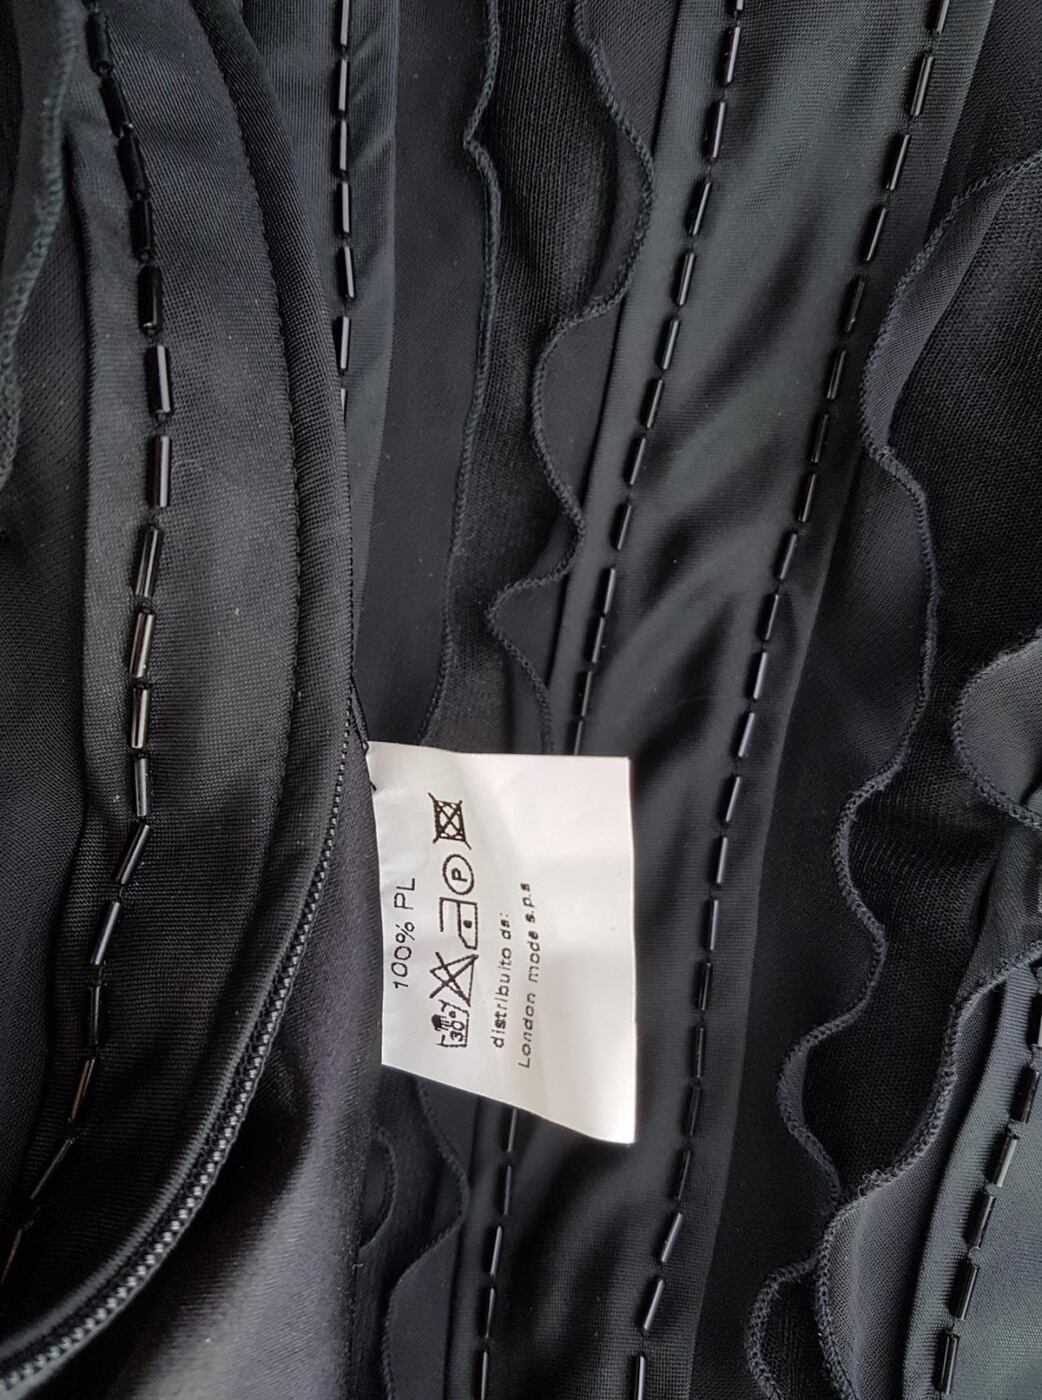 100% PL
30°
P
distribuito da:
London mode s.p.a